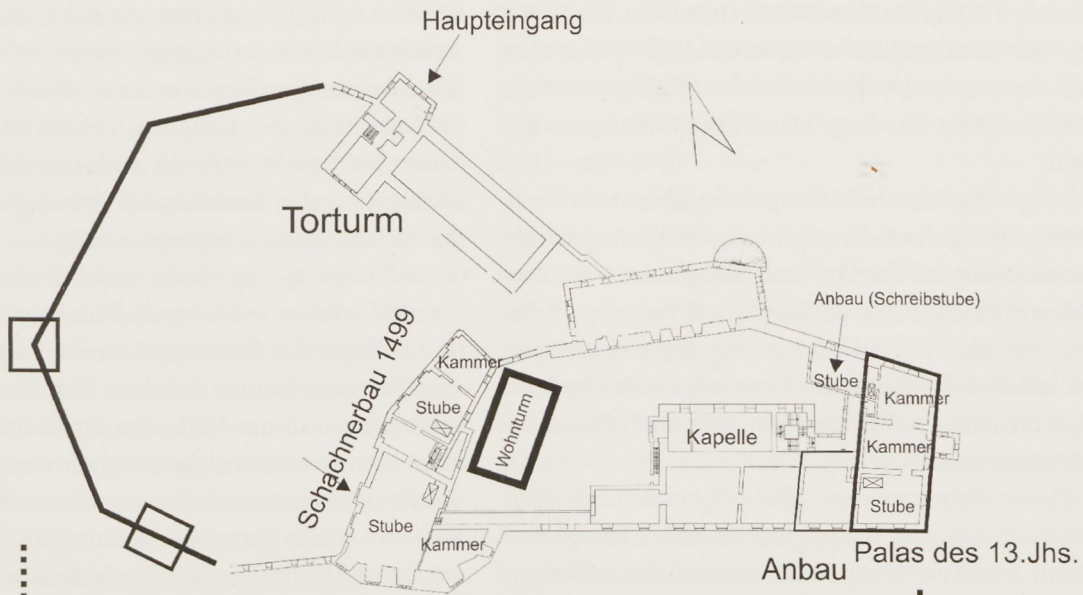 Haupteingang
Torturm
Anbau (Schreibstube)
Schachnerbau 1499
Kammer
Stube
Stube
Kammer
Wohnturm
Kapelle
Stube
Kammer
Kammer
Stube
Palas des 13.Jhs.
Anbau